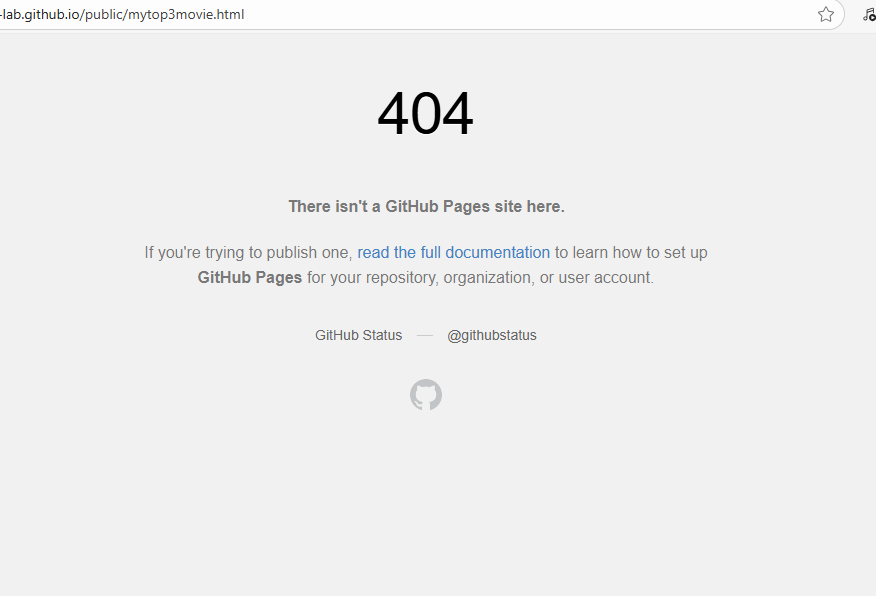 -lab.github.io/public/mytop3movie.html
404
There isn't a GitHub Pages site here.
If you're trying to publish one, read the full documentation to learn how to set up
GitHub Pages for your repository, organization, or user account.
GitHub Status — @githubstatus